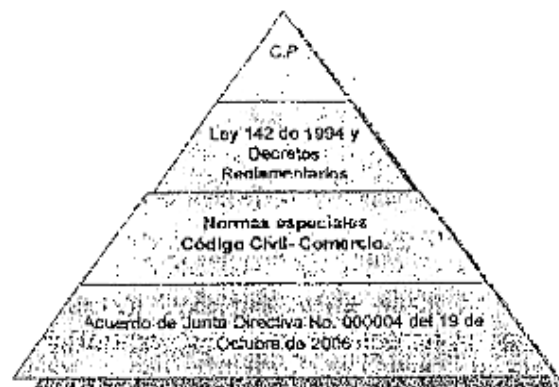 C.P
Ley 142 de 1994 y
Decretos
Reglamentarios
Normas especiales
Código Civil- Comercio.
Acuerdo de Junta Directiva No. 000004 del 19 de
Octubre de 2006